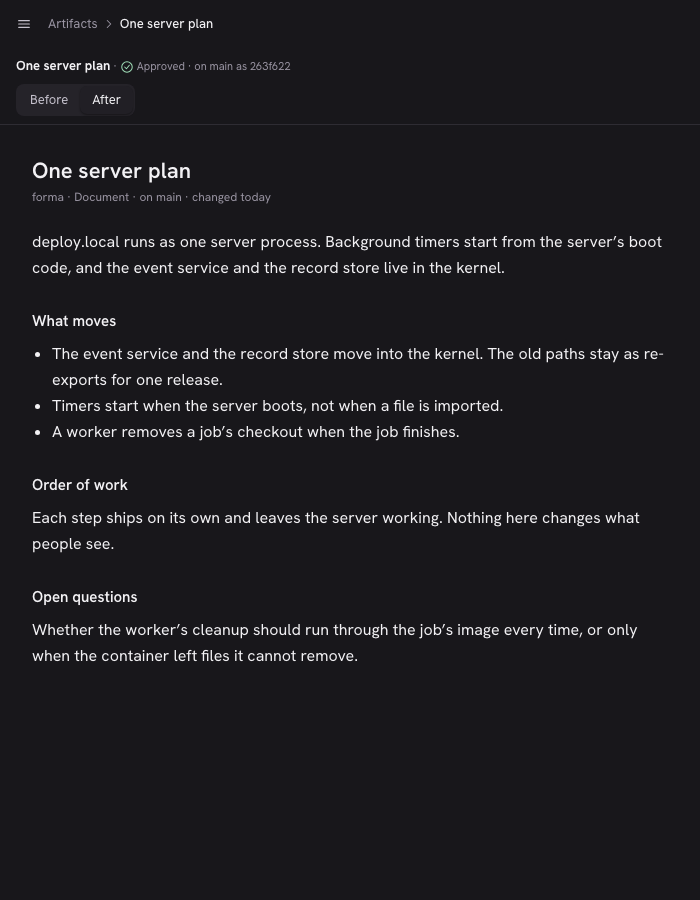 Artifacts > One server plan
One server plan · Approved · on main as 263f622
Before After
One server plan
forma · Document · on main · changed today
deploy.local runs as one server process. Background timers start from the server’s boot
code, and the event service and the record store live in the kernel.
What moves
• The event service and the record store move into the kernel. The old paths stay as re-
exports for one release.
• Timers start when the server boots, not when a file is imported.
• A worker removes a job’s checkout when the job finishes.
Order of work
Each step ships on its own and leaves the server working. Nothing here changes what
people see.
Open questions
Whether the worker’s cleanup should run through the job’s image every time, or only
when the container left files it cannot remove.